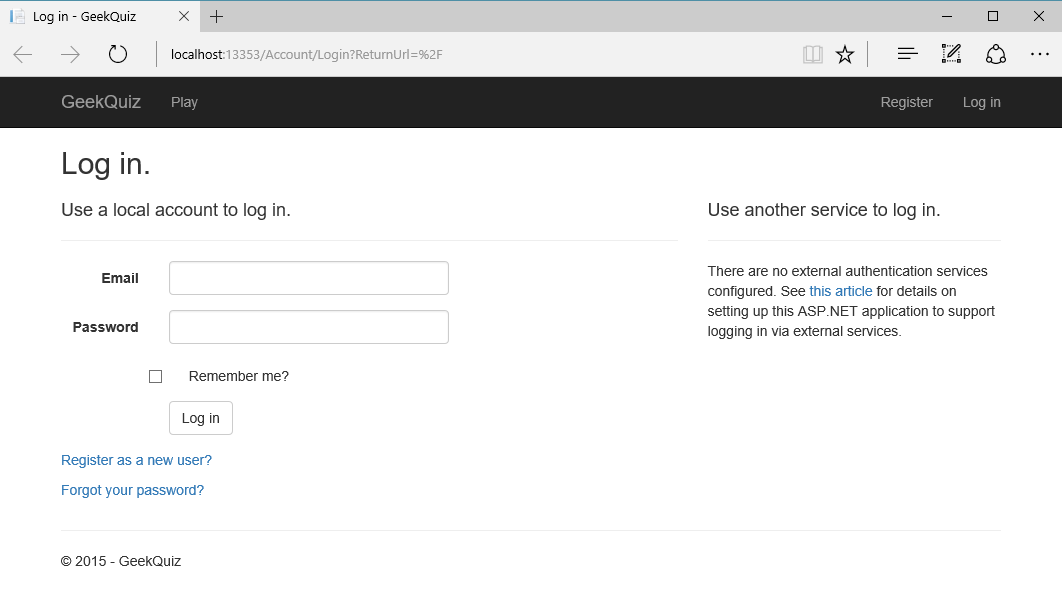 Log in - GeekQuiz
localhost:13353/Account/Login?ReturnUrl=%2F
GeekQuiz Play Register Log in
Log in.
Use a local account to log in.
Email
Password
Remember me?
Log in
Register as a new user?
Forgot your password?
Use another service to log in.
There are no external authentication services
configured. See this article for details on
setting up this ASP.NET application to support
logging in via external services.
© 2015 - GeekQuiz